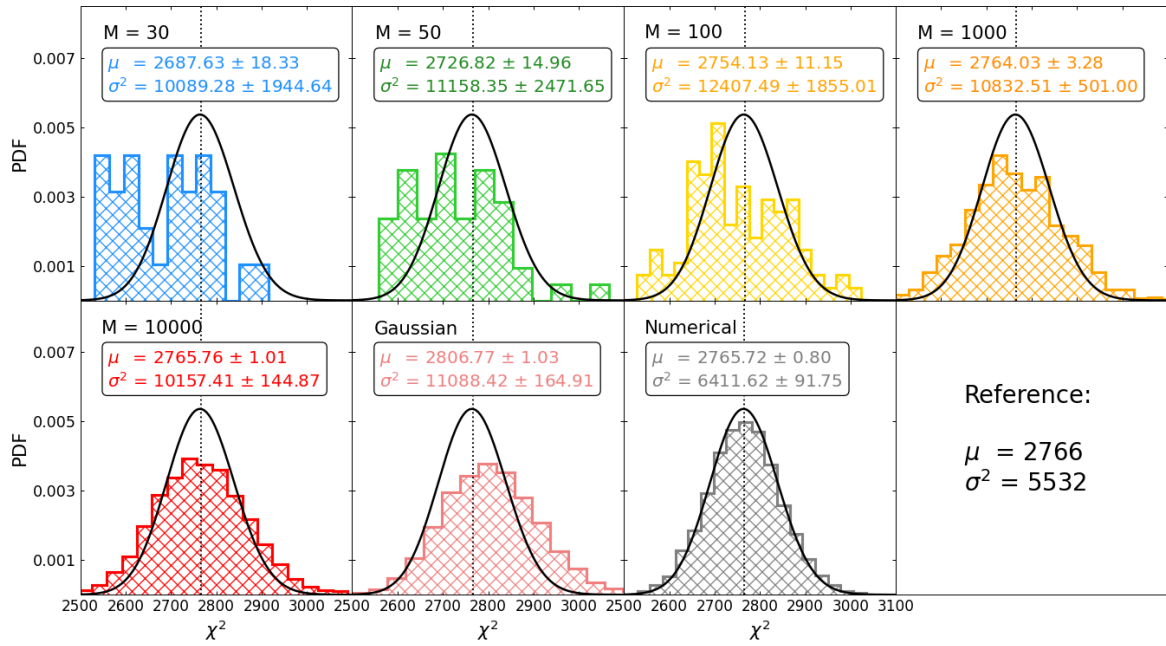 M = 30
μ = 2687.63 ± 18.33
σ² = 10089.28 ± 1944.64
M = 50
μ = 2726.82 ± 14.96
σ² = 11158.35 ± 2471.65
M = 100
μ = 2754.13 ± 11.15
σ² = 12407.49 ± 1855.01
M = 1000
μ = 2764.03 ± 3.28
σ² = 10832.51 ± 501.00
0.007
0.005
0.003
0.001
PDF
M = 10000
μ = 2765.76 ± 1.01
σ² = 10157.41 ± 144.87
Gaussian
μ = 2806.77 ± 1.03
σ² = 11088.42 ± 164.91
Numerical
μ = 2765.72 ± 0.80
σ² = 6411.62 ± 91.75
Reference:
μ = 2766
σ² = 5532
0.007
0.005
0.003
0.001
PDF
2500 2600 2700 2800 2900 3000
2500 2600 2700 2800 2900 3000
2500 2600 2700 2800 2900 3000 3100
χ²
χ²
χ²